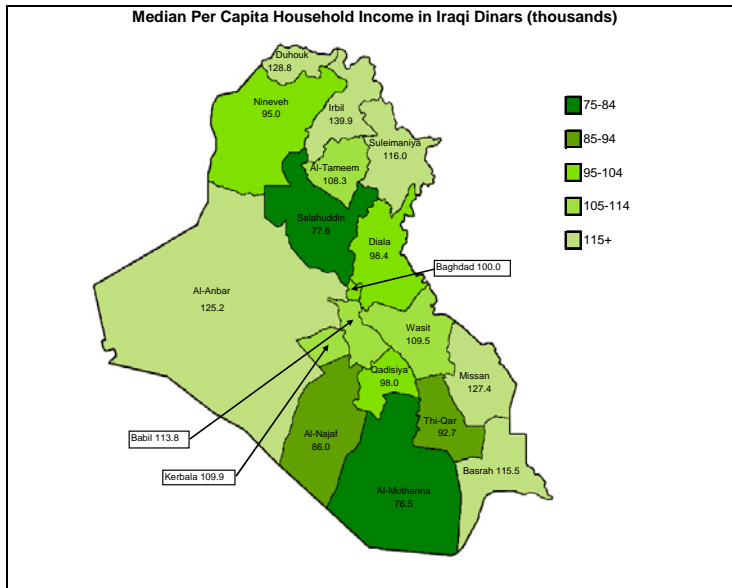 Median Per Capita Household Income in Iraqi Dinars (thousands)
Duhouk
128.8
Nineveh
95.0
Irbil
139.9
Suleimaniya
116.0
Al-Tameem
108.3
Salahuddin
77.6
Diala
98.4
Baghdad 100.0
Al-Anbar
125.2
Wasit
109.5
Qadisiya
98.0
Missan
127.4
Babil 113.8
Al-Najaf
86.0
Thi-Qar
92.7
Kerbala 109.9
Al-Muthanna
76.5
Basrah 115.5
75-84
85-94
95-104
105-114
115+